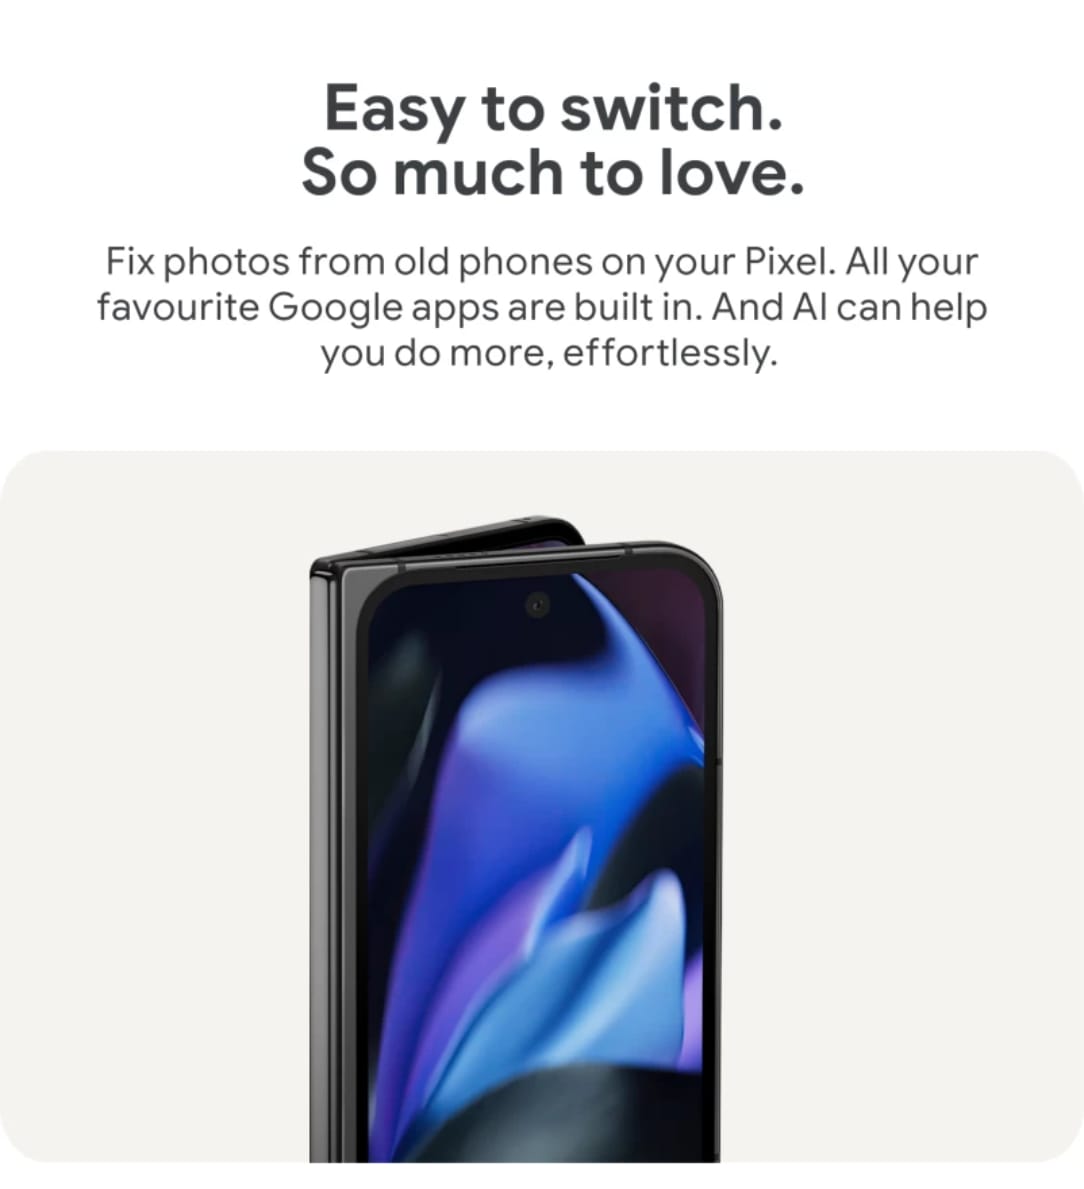 Easy to switch.
So much to love.
Fix photos from old phones on your Pixel. All your
favourite Google apps are built in. And AI can help
you do more, effortlessly.